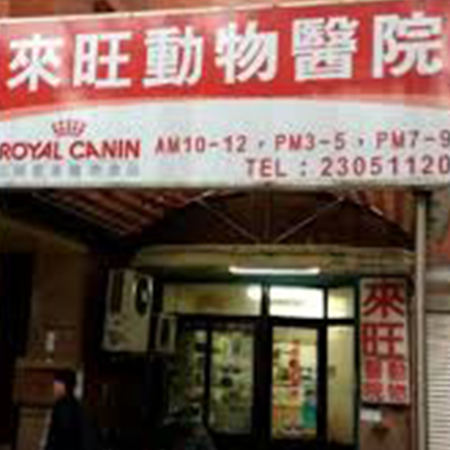 來旺動物醫院
ROYAL CANIN
AM10-12，PM3-5，PM7-9
TEL：23051120
來旺
動物
醫院